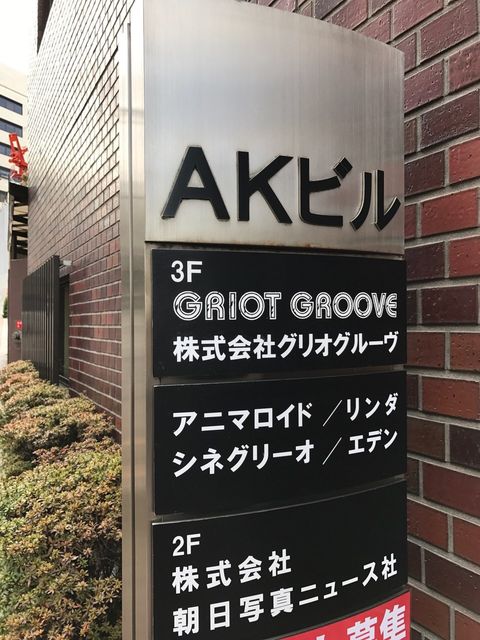 AKビル
3F
GRIOT GROOVE
株式会社グリオグルーヴ
アニマロイド／リンダ
シネグリーオ／エデン
2F
株式会社
朝日写真ニュース社
募集